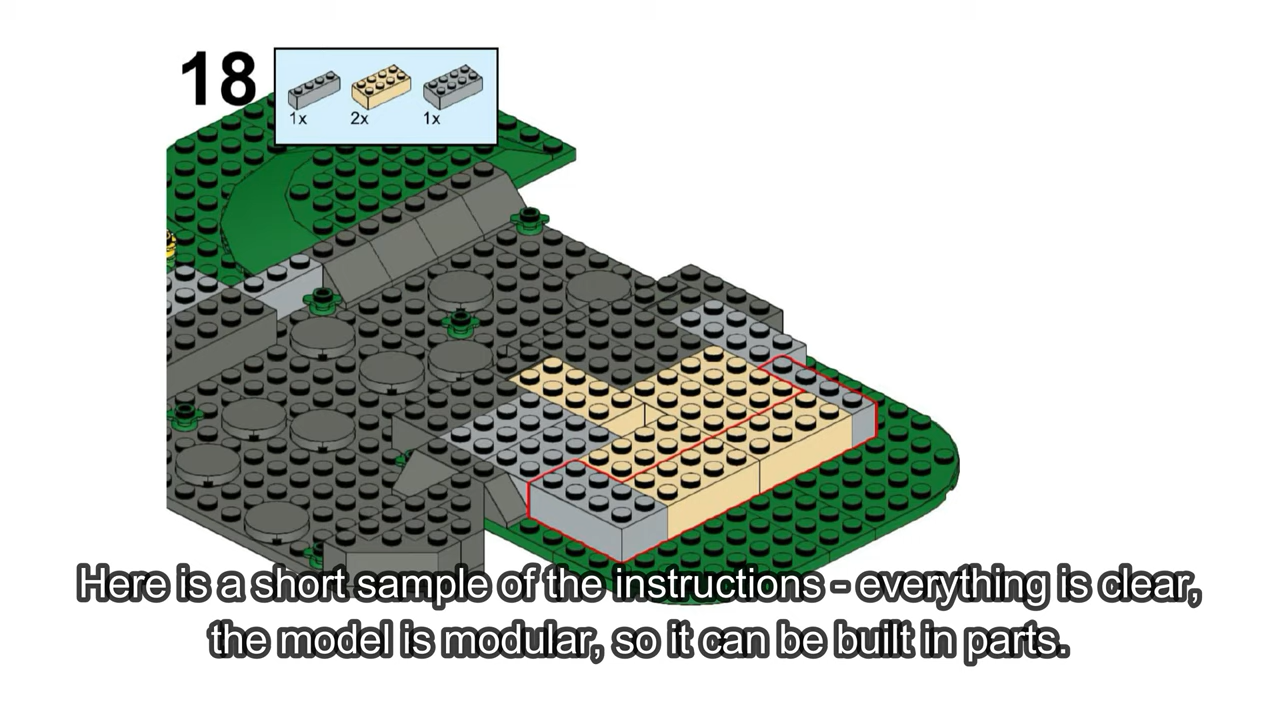 18
1x 2x 1x
Here is a short sample of the instructions - everything is clear,
the model is modular, so it can be built in parts.